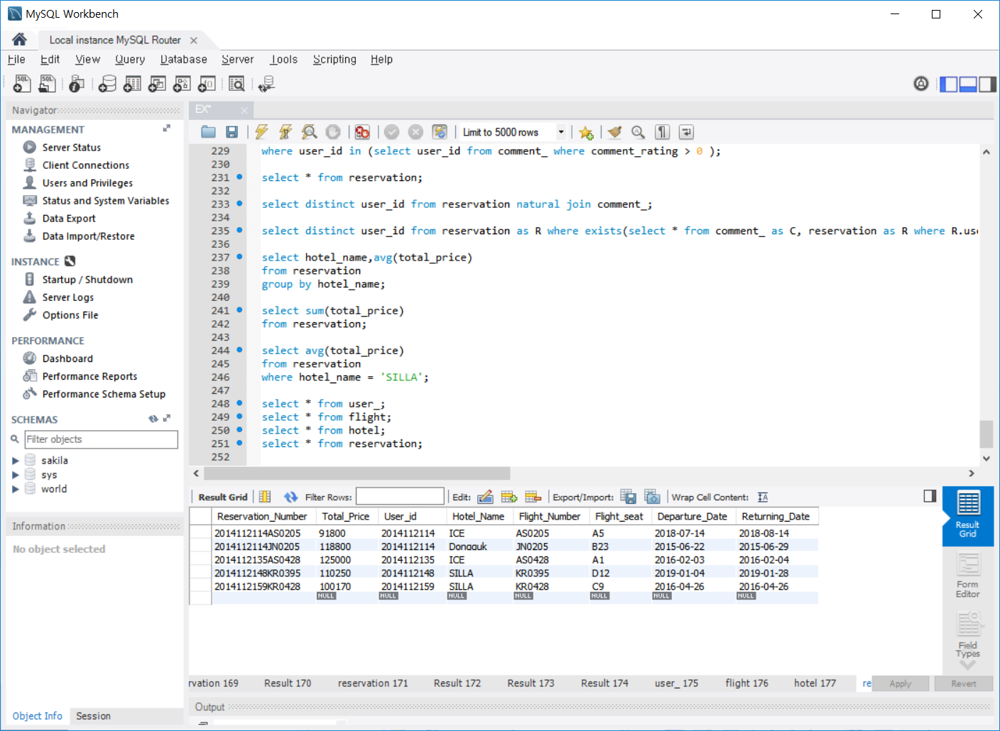 MySQL Workbench
Local instance MySQL Router
File Edit View Query Database Server Tools Scripting Help
Navigator
MANAGEMENT
Server Status
Client Connections
Users and Privileges
Status and System Variables
Data Export
Data Import/Restore
INSTANCE
Startup / Shutdown
Server Logs
Options File
PERFORMANCE
Dashboard
Performance Reports
Performance Schema Setup
SCHEMAS
Filter objects
sakila
sys
world
Information
No object selected
Object Info Session
EX*
Limit to 5000 rows
229 where user_id in (select user_id from comment_ where comment_rating > 0 );
230
231 select * from reservation;
232
233 select distinct user_id from reservation natural join comment_;
234
235 select distinct user_id from reservation as R where exists(select * from comment_ as C, reservation as R where R.use
236
237 select hotel_name,avg(total_price)
238 from reservation
239 group by hotel_name;
240
241 select sum(total_price)
242 from reservation;
243
244 select avg(total_price)
245 from reservation
246 where hotel_name = 'SILLA';
247
248 select * from user_;
249 select * from flight;
250 select * from hotel;
251 select * from reservation;
252
Result Grid Filter Rows: Edit: Export/Import: Wrap Cell Content:
Reservation_Number Total_Price User_id Hotel_Name Flight_Number Flight_seat Departure_Date Returning_Date
2014112114AS0205 91800 2014112114 ICE AS0205 A5 2018-07-14 2018-08-14
2014112114JN0205 118800 2014112114 Dongguk JN0205 B23 2015-06-22 2015-06-29
2014112135AS0428 125000 2014112135 ICE AS0428 A1 2016-02-03 2016-02-04
2014112148KR0395 110250 2014112148 SILLA KR0395 D12 2019-01-04 2019-01-28
2014112159KR0428 100170 2014112159 SILLA KR0428 C9 2016-04-26 2016-04-26
NULL NULL NULL NULL NULL NULL NULL
Result Grid
Form Editor
Field Types
rvation 169 Result 170 reservation 171 Result 172 Result 173 Result 174 user_ 175 flight 176 hotel 177 re Apply Revert
Output